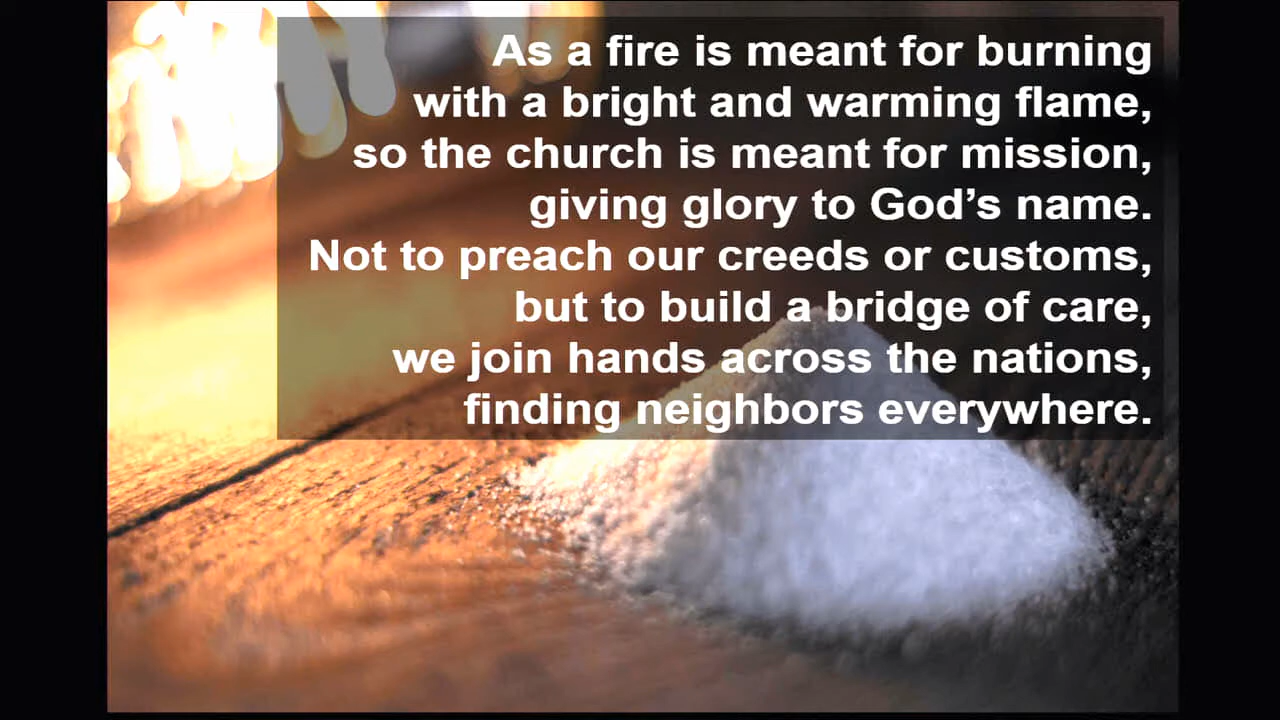 As a fire is meant for burning
with a bright and warming flame,
so the church is meant for mission,
giving glory to God’s name.
Not to preach our creeds or customs,
but to build a bridge of care,
we join hands across the nations,
finding neighbors everywhere.